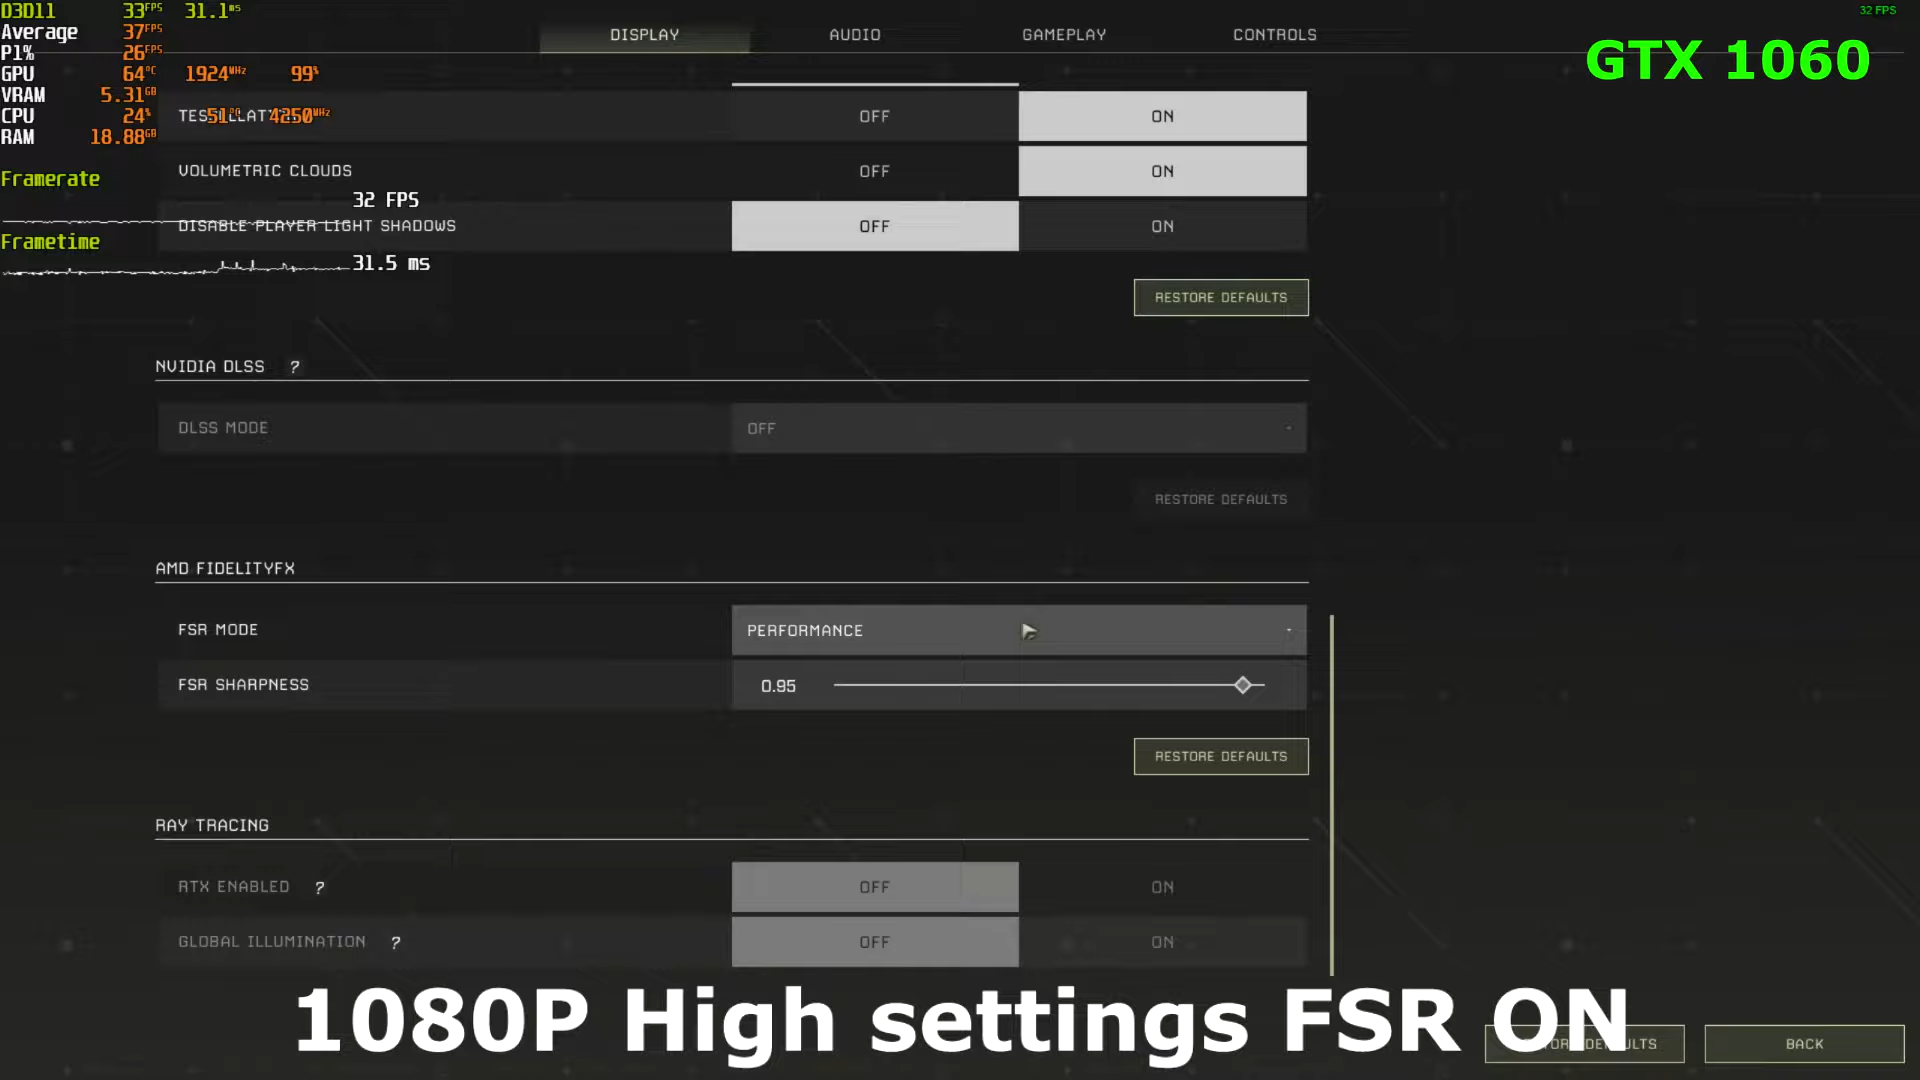 D3D11 33FPS 31.1ms
32 FPS
Average 37FPS
P1% 26FPS
GPU 64°C 1924MHz 99%
VRAM 5.31GB
CPU 24% 51°C 4250MHz
RAM 18.88GB
DISPLAY AUDIO GAMEPLAY CONTROLS
GTX 1060
OFF ON
VOLUMETRIC CLOUDS OFF ON
Framerate
32 FPS
DISABLE PLAYER LIGHT SHADOWS OFF ON
Frametime
31.5 ms
RESTORE DEFAULTS
NVIDIA DLSS ?
DLSS MODE OFF
RESTORE DEFAULTS
AMD FIDELITYFX
FSR MODE PERFORMANCE
FSR SHARPNESS 0.95
RESTORE DEFAULTS
RAY TRACING
RTX ENABLED ? OFF ON
GLOBAL ILLUMINATION ? OFF ON
1080P High settings FSR ON
BACK